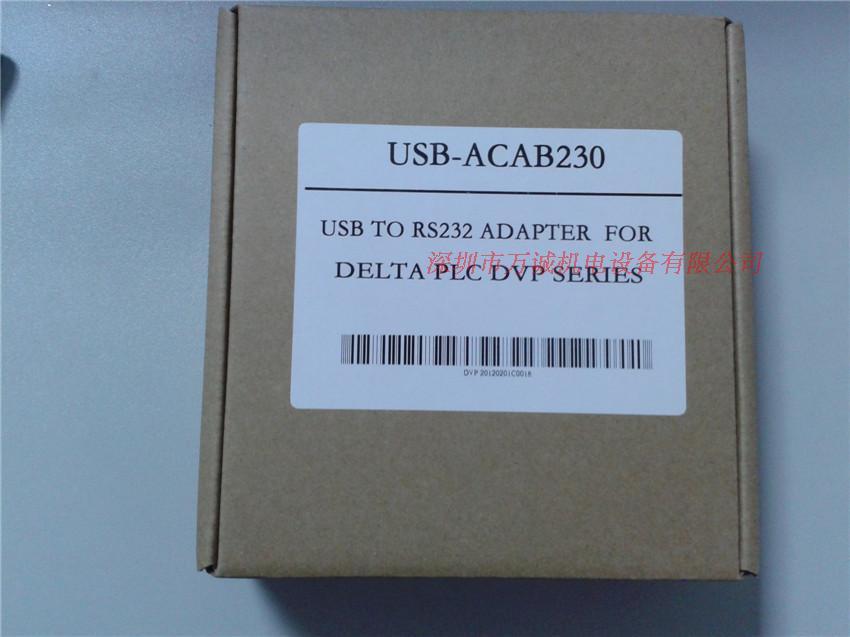 USB-ACAB230
USB TO RS232 ADAPTER FOR
深圳市万诚机电设备有限公司
DELTA PLC DVP SERIES
DVP 20120201C0018